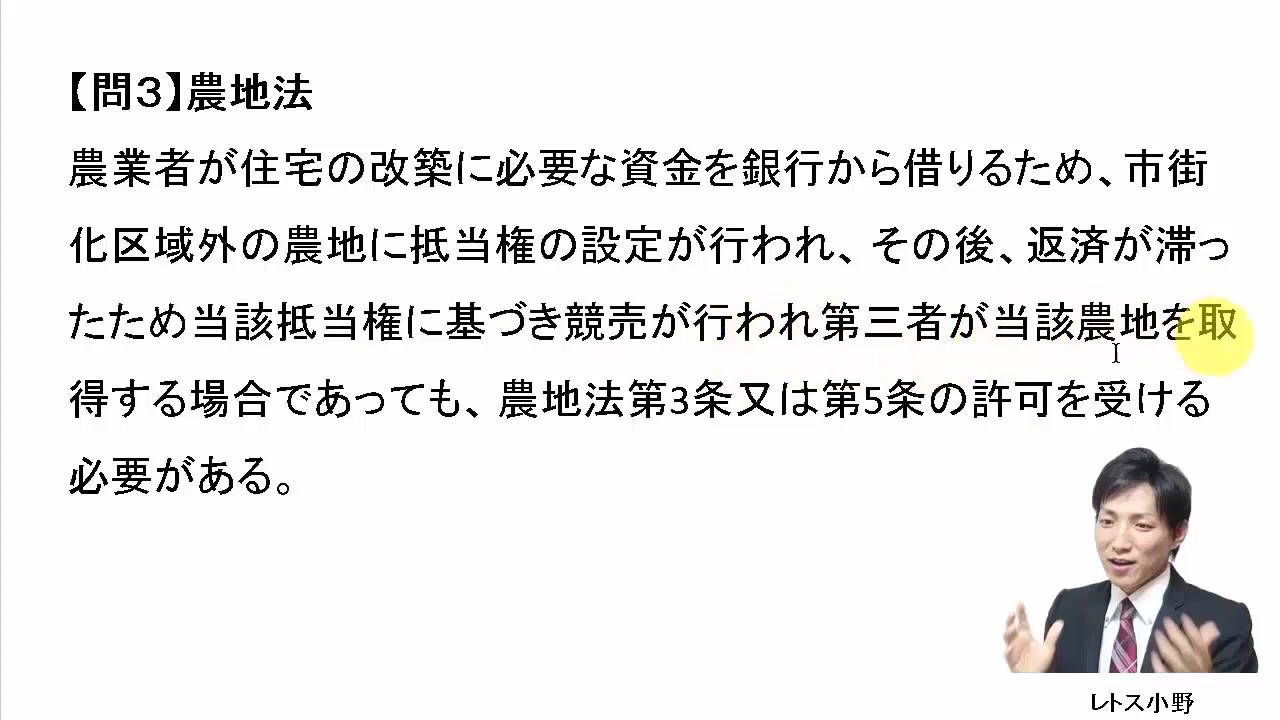 【問3】農地法
農業者が住宅の改築に必要な資金を銀行から借りるため、市街
化区域外の農地に抵当権の設定が行われ、その後、返済が滞っ
たため当該抵当権に基づき競売が行われ第三者が当該農地を取
得する場合であっても、農地法第3条又は第5条の許可を受ける
必要がある。
レトス小野